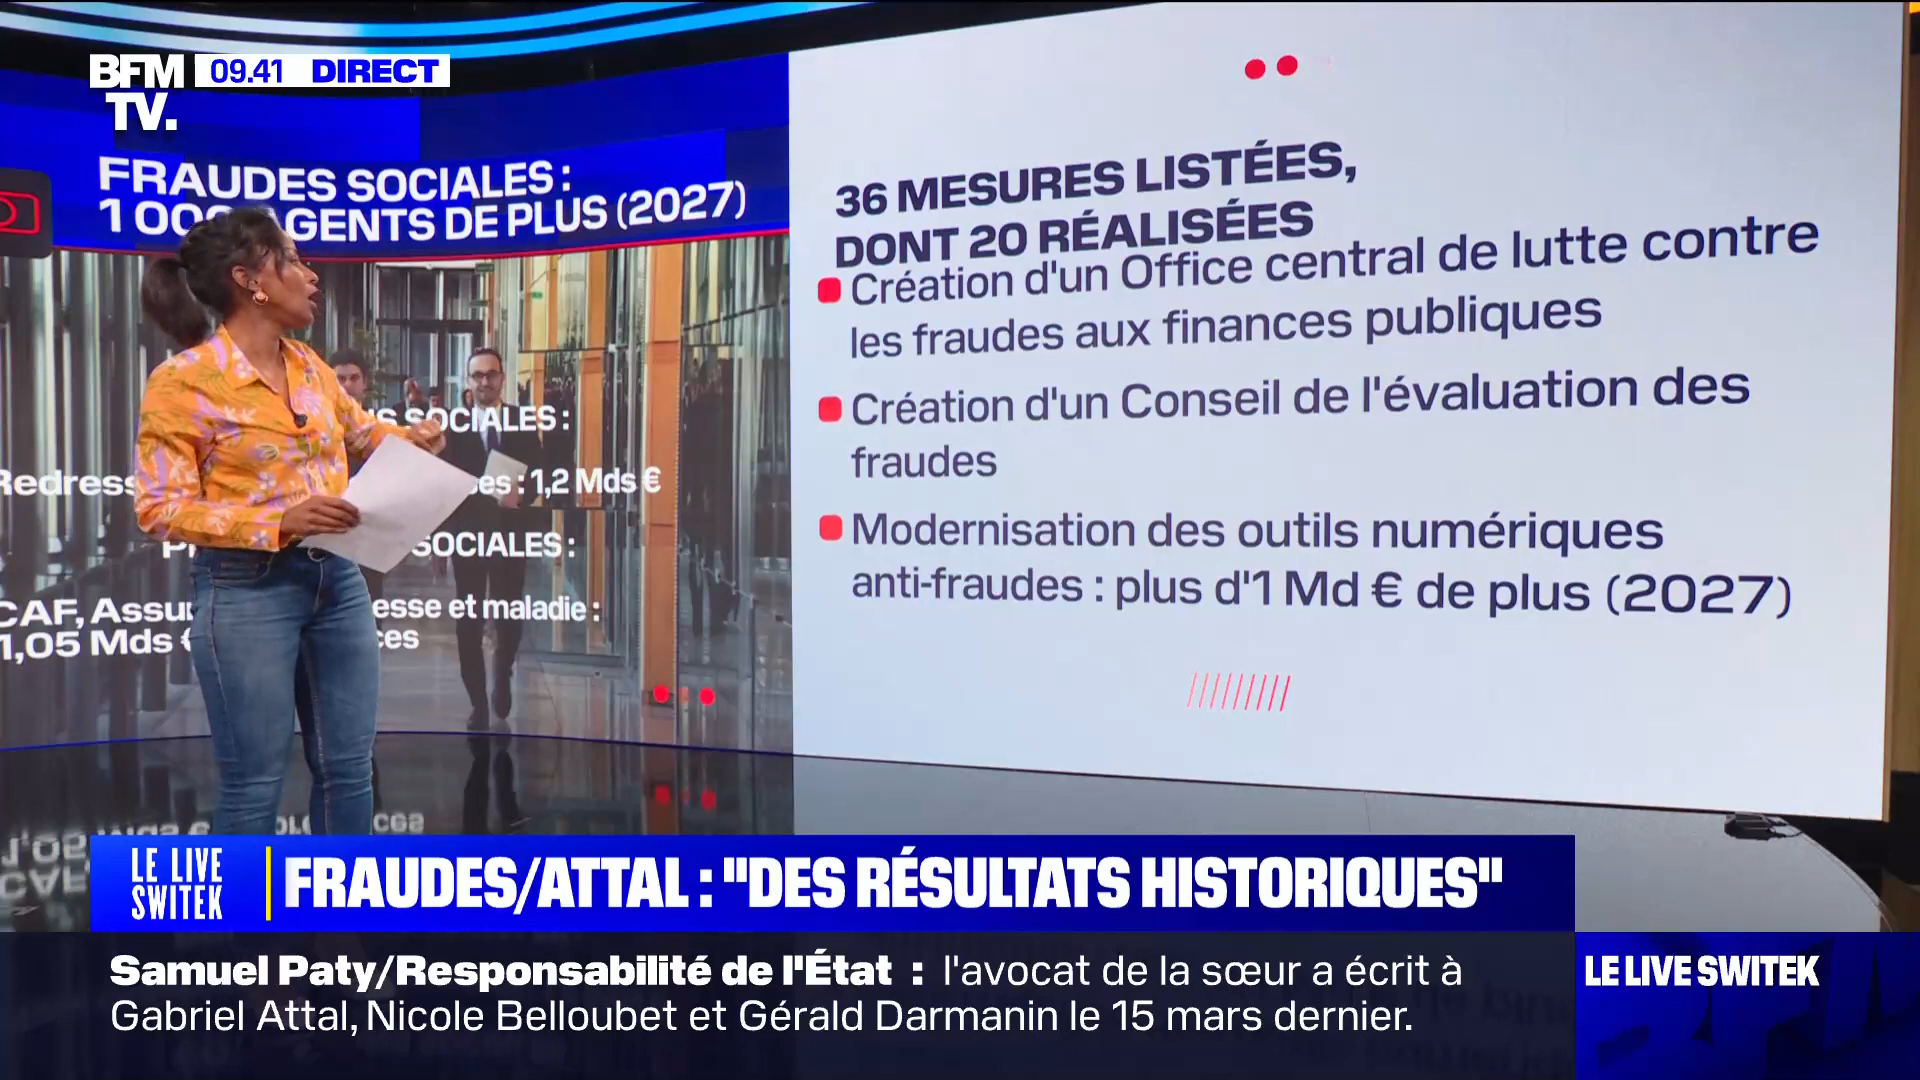 BFM
TV.
09.41 DIRECT
FRAUDES SOCIALES :
AGENTS DE PLUS (2027)
SOCIALES :
1,2 Mds €
SOCIALES :
CAF, esse et maladie :
1,05 Mds
36 MESURES LISTÉES,
DONT 20 RÉALISÉES
Création d'un Office central de lutte contre
les fraudes aux finances publiques
Création d'un Conseil de l'évaluation des
fraudes
Modernisation des outils numériques
anti-fraudes : plus d'1 Md € de plus (2027)
LE LIVE
SWITEK
FRAUDES/ATTAL : "DES RÉSULTATS HISTORIQUES"
Samuel Paty/Responsabilité de l'État : l'avocat de la sœur a écrit à
Gabriel Attal, Nicole Belloubet et Gérald Darmanin le 15 mars dernier.
LE LIVE SWITEK